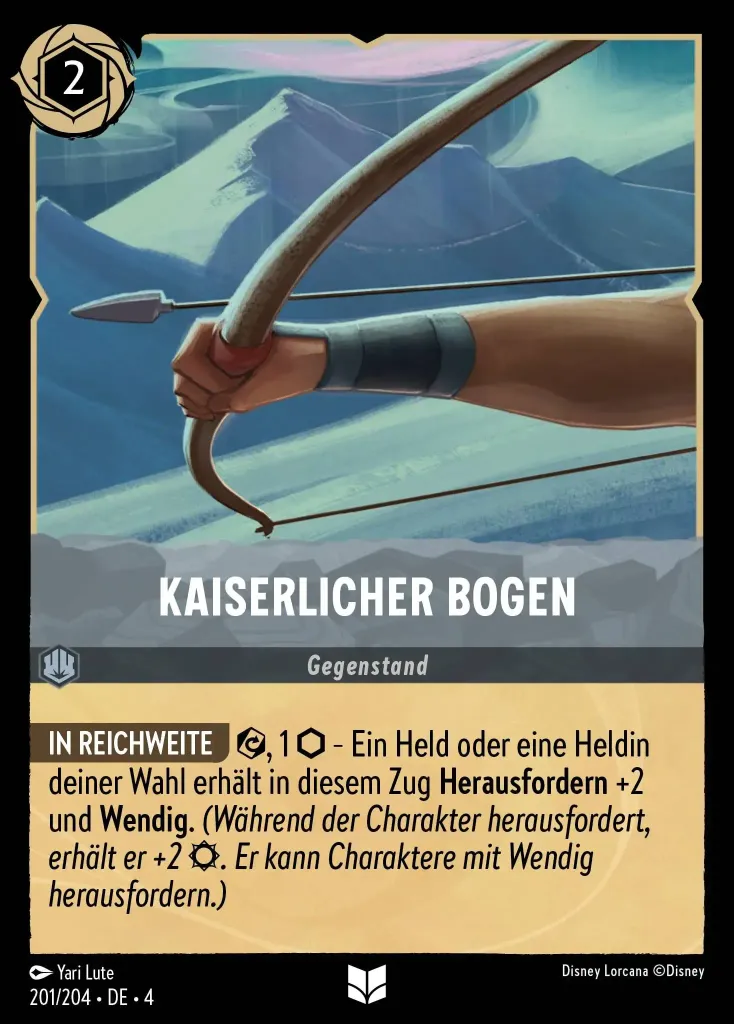 2
KAISERLICHER BOGEN
Gegenstand
IN REICHWEITE , 1 - Ein Held oder eine Heldin
deiner Wahl erhält in diesem Zug Herausfordern +2
und Wendig. (Während der Charakter herausfordert,
erhält er +2 . Er kann Charaktere mit Wendig
herausfordern.)
Yari Lute
Disney Lorcana ©Disney
201/204 • DE • 4